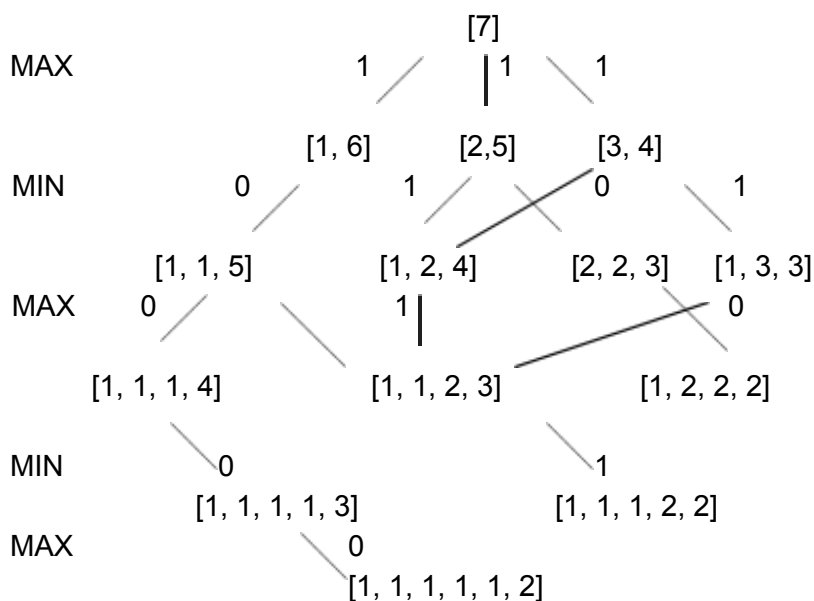 [7]
MAX 1 1 1
[1, 6] [2,5] [3, 4]
MIN 0 1 0 1
[1, 1, 5] [1, 2, 4] [2, 2, 3] [1, 3, 3]
MAX 0 1 0
[1, 1, 1, 4] [1, 1, 2, 3] [1, 2, 2, 2]
MIN 0 1
[1, 1, 1, 1, 3] [1, 1, 1, 2, 2]
MAX 0
[1, 1, 1, 1, 1, 2]